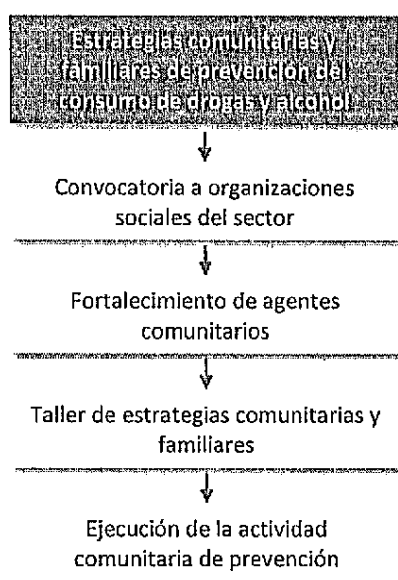 Estrategias comunitarias y
familiares de prevención del
consumo de drogas y alcohol
Convocatoria a organizaciones
sociales del sector
Fortalecimiento de agentes
comunitarios
Taller de estrategias comunitarias y
familiares
Ejecución de la actividad
comunitaria de prevención